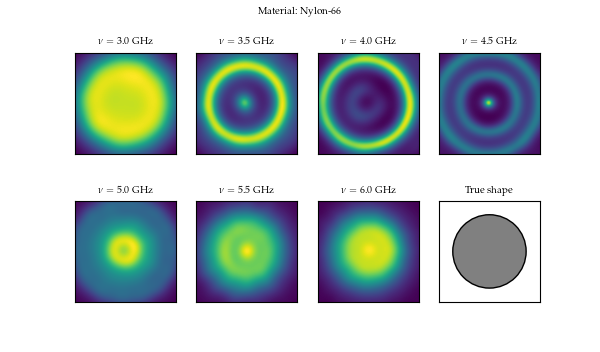 Material: Nylon-66
ν = 3.0 GHz
ν = 3.5 GHz
ν = 4.0 GHz
ν = 4.5 GHz
ν = 5.0 GHz
ν = 5.5 GHz
ν = 6.0 GHz
True shape